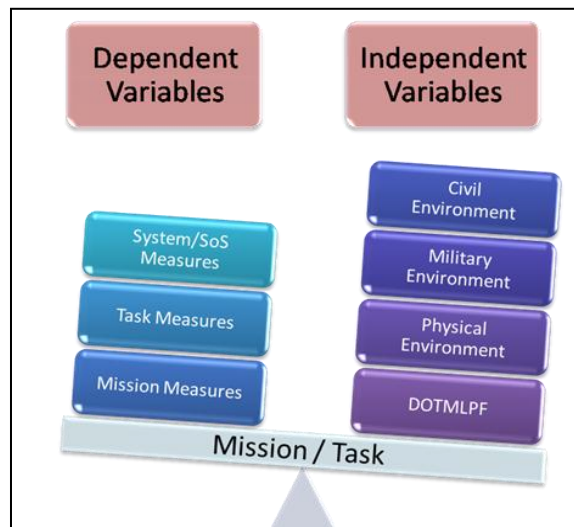 Dependent
Variables
Independent
Variables
System/SoS
Measures
Task Measures
Mission Measures
Civil
Environment
Military
Environment
Physical
Environment
DOTMLPF
Mission / Task